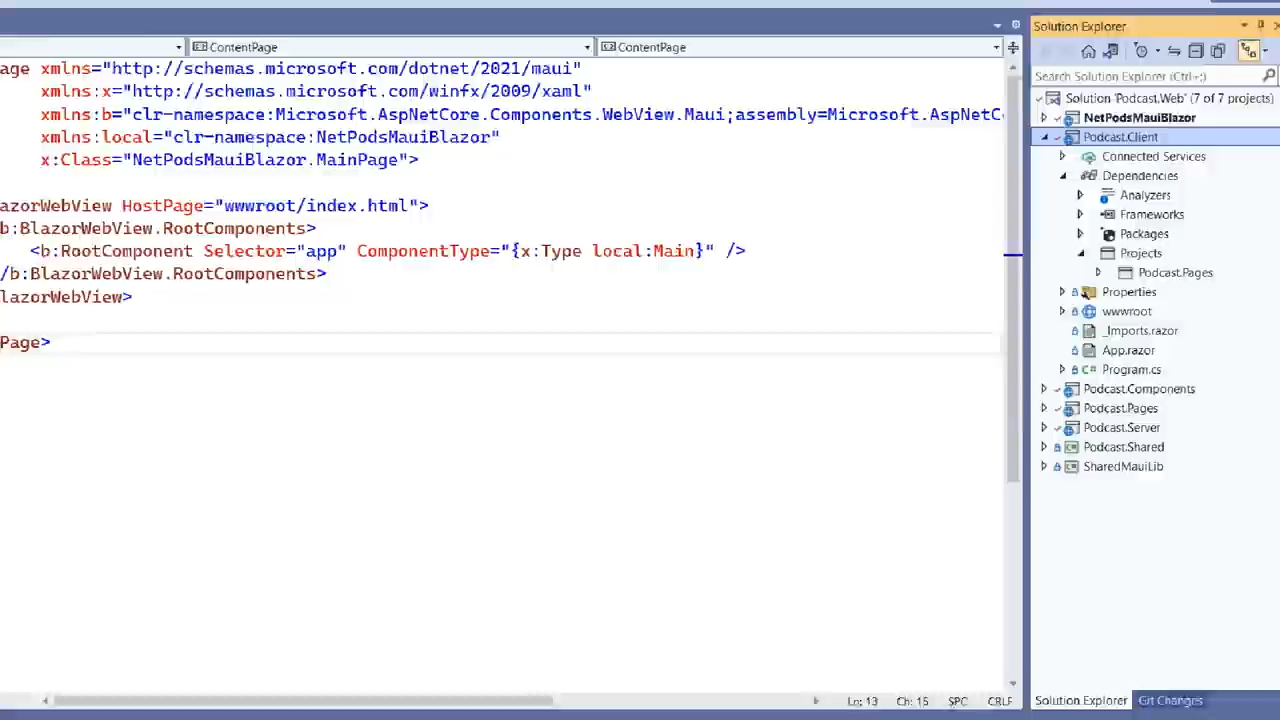 ContentPage
ContentPage
age xmlns="http://schemas.microsoft.com/dotnet/2021/maui"
xmlns:x="http://schemas.microsoft.com/winfx/2009/xaml"
xmlns:b="clr-namespace:Microsoft.AspNetCore.Components.WebView.Maui;assembly=Microsoft.AspNetC
xmlns:local="clr-namespace:NetPodsMauiBlazor"
x:Class="NetPodsMauiBlazor.MainPage">
azorWebView HostPage="wwwroot/index.html">
b:BlazorWebView.RootComponents>
<b:RootComponent Selector="app" ComponentType="{x:Type local:Main}" />
/b:BlazorWebView.RootComponents>
lazorWebView>
Page>
Ln: 13 Ch: 15 SPC CRLF
Solution Explorer
Search Solution Explorer (Ctrl+;)
Solution 'Podcast.Web' (7 of 7 projects)
NetPodsMauiBlazor
Podcast.Client
Connected Services
Dependencies
Analyzers
Frameworks
Packages
Projects
Podcast.Pages
Properties
wwwroot
_Imports.razor
App.razor
C# Program.cs
Podcast.Components
Podcast.Pages
Podcast.Server
Podcast.Shared
SharedMauiLib
Solution Explorer Git Changes